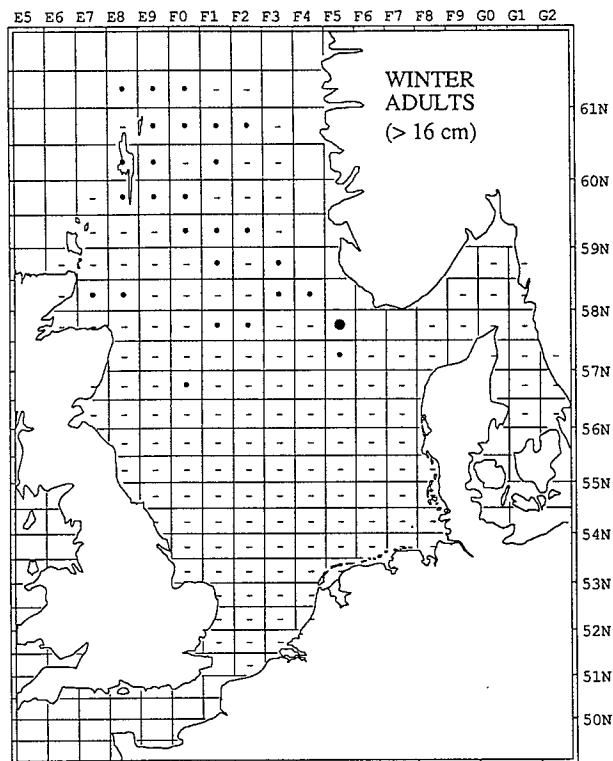 E5 E6 E7 E8 E9 F0 F1 F2 F3 F4 F5 F6 F7 F8 F9 G0 G1 G2
WINTER
ADULTS
(> 16 cm)
61N
60N
59N
58N
57N
56N
55N
54N
53N
52N
51N
50N